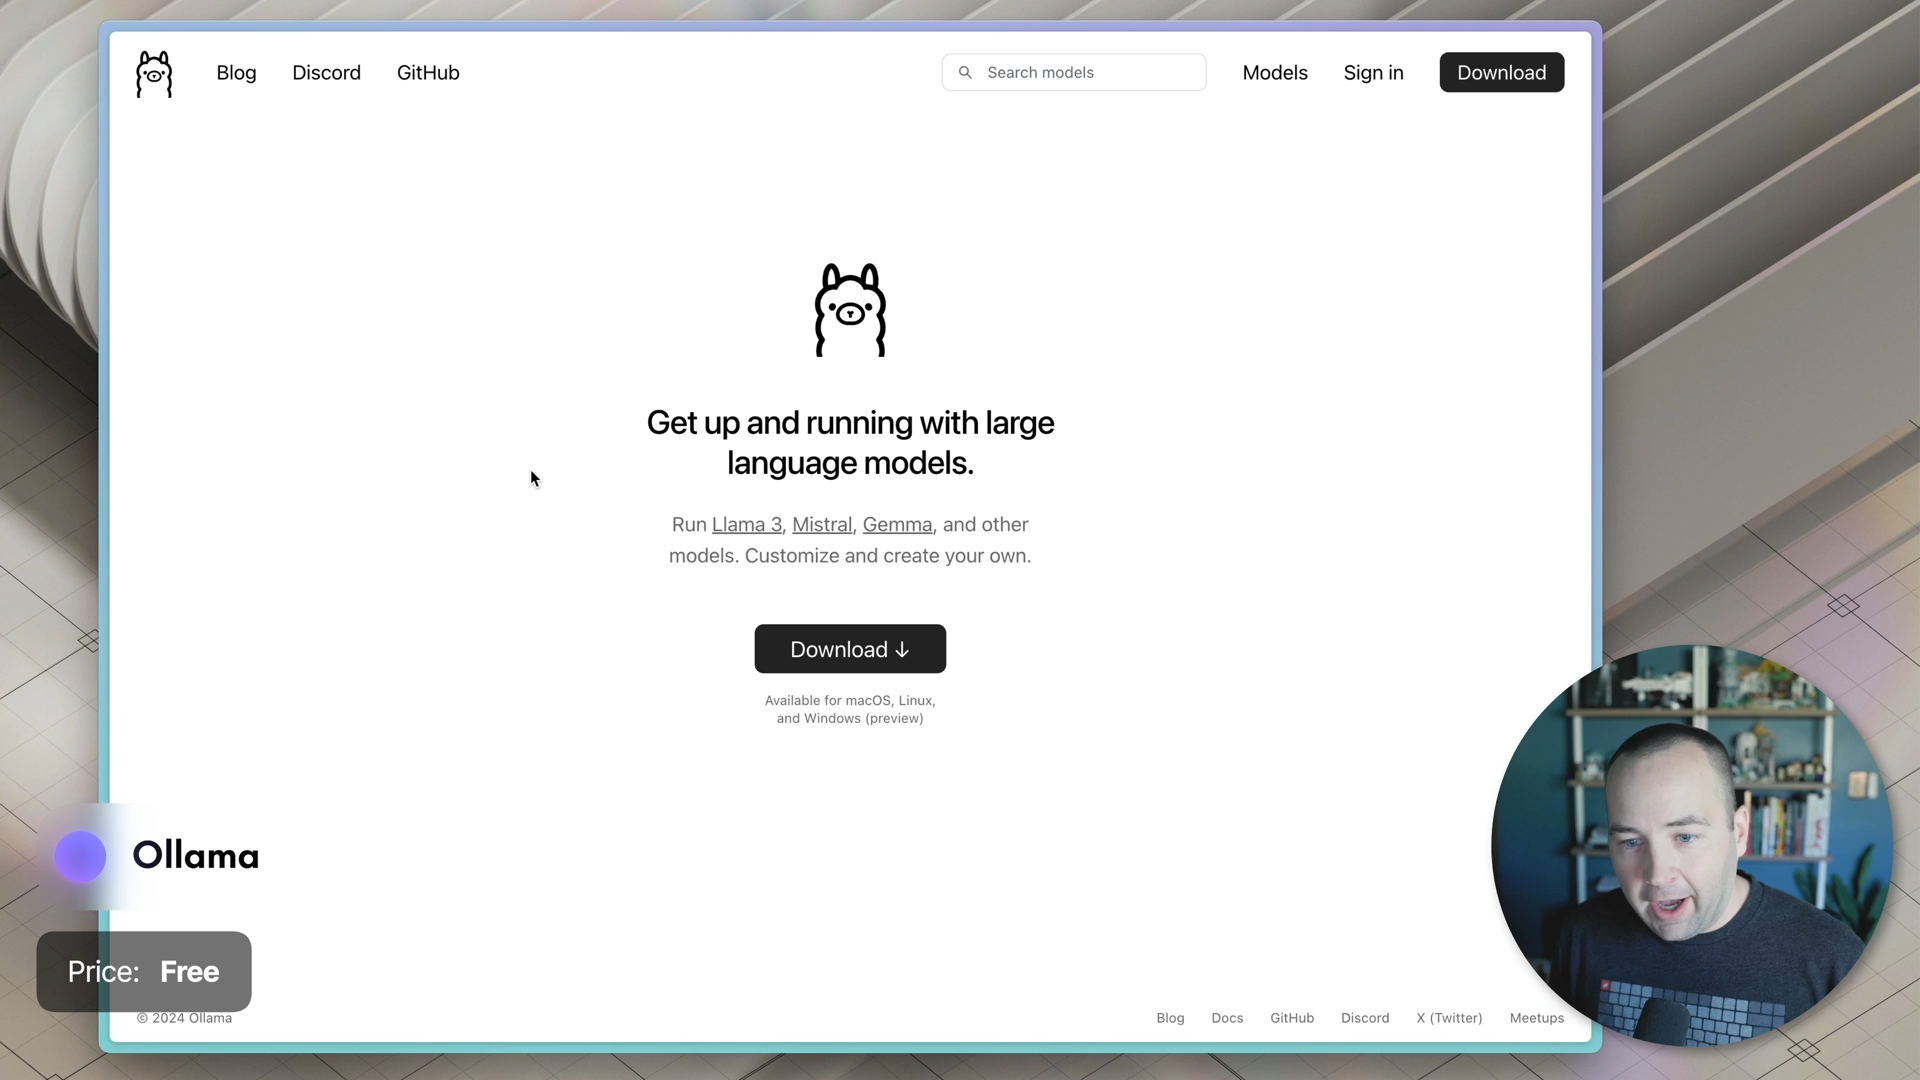 Blog
Discord
GitHub
Search models
Models
Sign in
Download
Get up and running with large
language models.
Run Llama 3, Mistral, Gemma, and other
models. Customize and create your own.
Download ↓
Available for macOS, Linux,
and Windows (preview)
Ollama
Price: Free
© 2024 Ollama
Blog
Docs
GitHub
Discord
X (Twitter)
Meetups